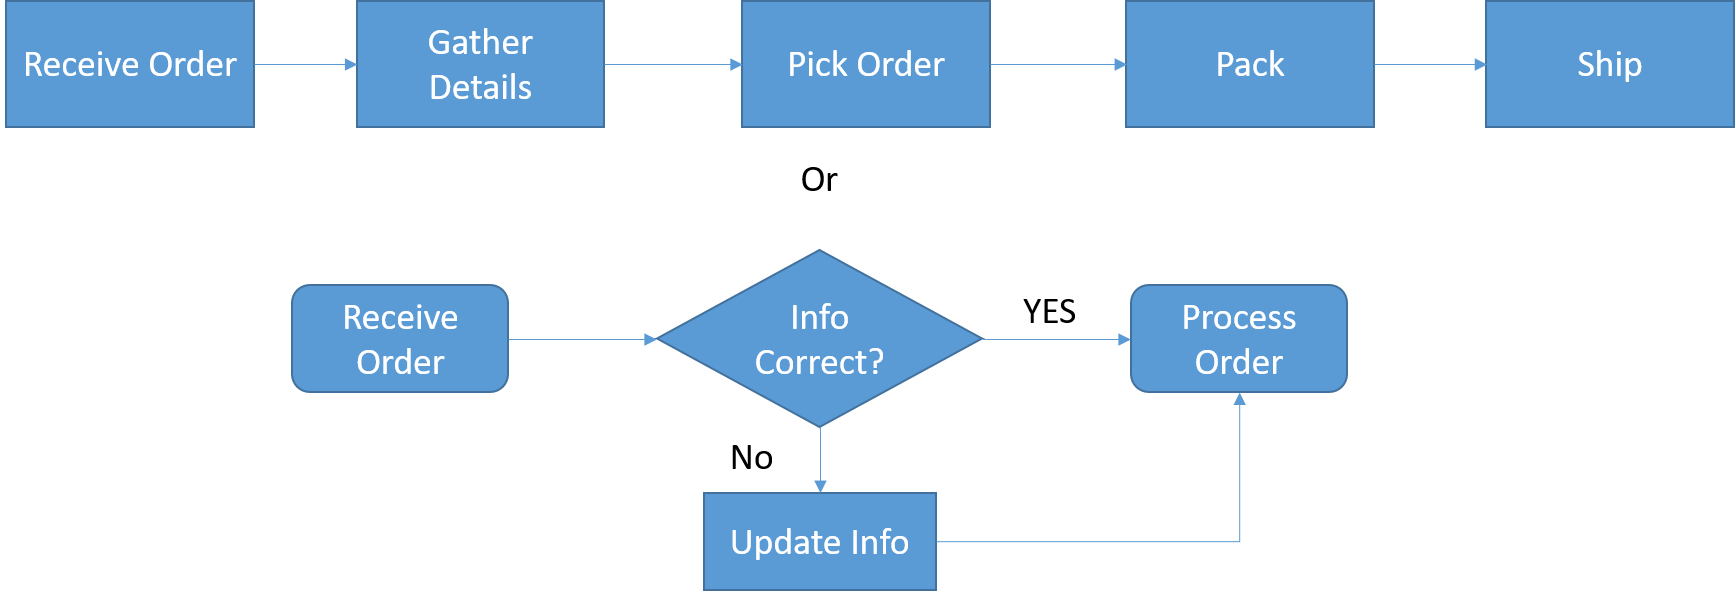 Receive Order
Gather
Details
Pick Order
Pack
Ship
Or
Receive
Order
Info
Correct?
YES
Process
Order
No
Update Info